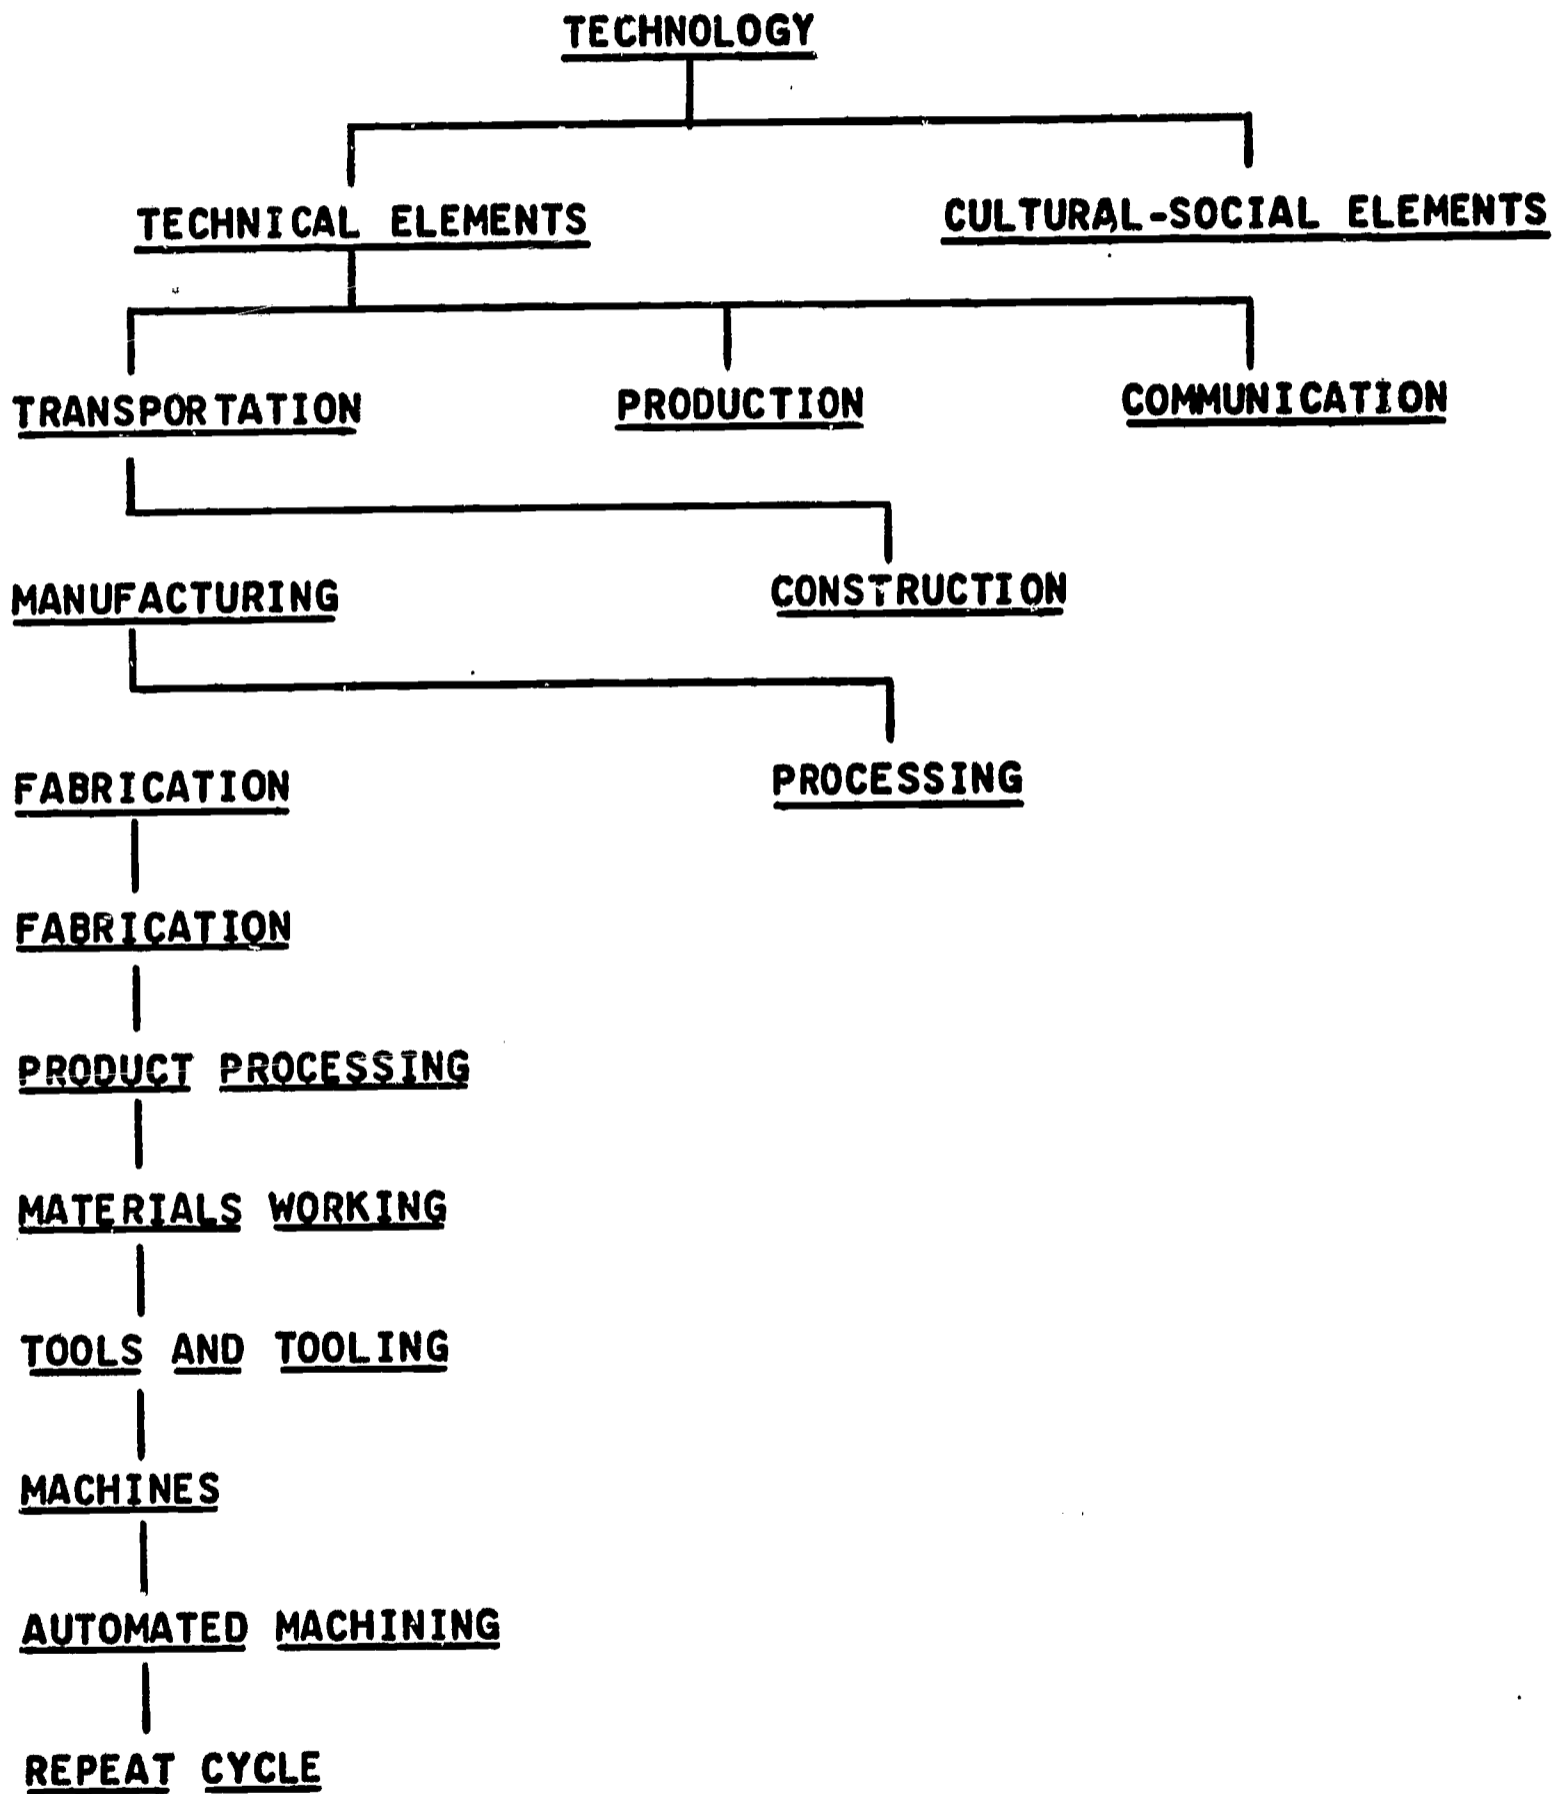 TECHNOLOGY
TECHNICAL ELEMENTS CULTURAL-SOCIAL ELEMENTS
TRANSPORTATION PRODUCTION COMMUNICATION
MANUFACTURING CONSTRUCTION
FABRICATION PROCESSING
FABRICATION
PRODUCT PROCESSING
MATERIALS WORKING
TOOLS AND TOOLING
MACHINES
AUTOMATED MACHINING
REPEAT CYCLE